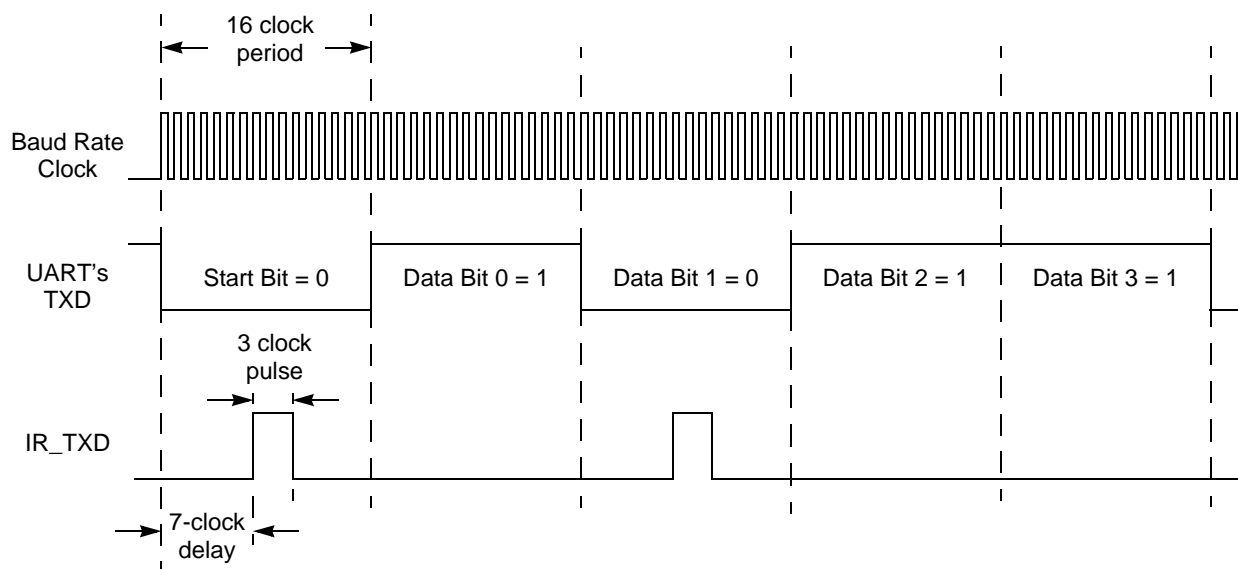 16 clock
period
Baud Rate
Clock
UART's
TXD
Start Bit = 0
Data Bit 0 = 1
Data Bit 1 = 0
Data Bit 2 = 1
Data Bit 3 = 1
3 clock
pulse
IR_TXD
7-clock
delay